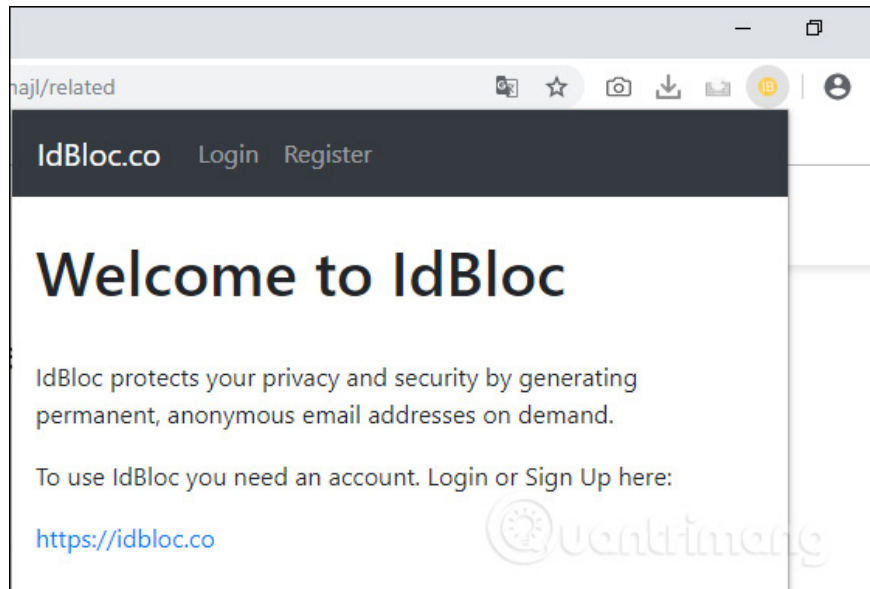 najl/related
IdBloc.co Login Register
Welcome to IdBloc
IdBloc protects your privacy and security by generating
permanent, anonymous email addresses on demand.
To use IdBloc you need an account. Login or Sign Up here:
https://idbloc.co
Quantrimang